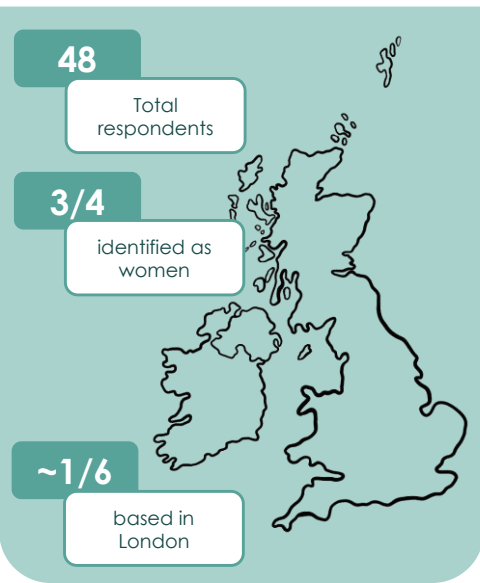 48
Total
respondents
3/4
identified as
women
~1/6
based in
London